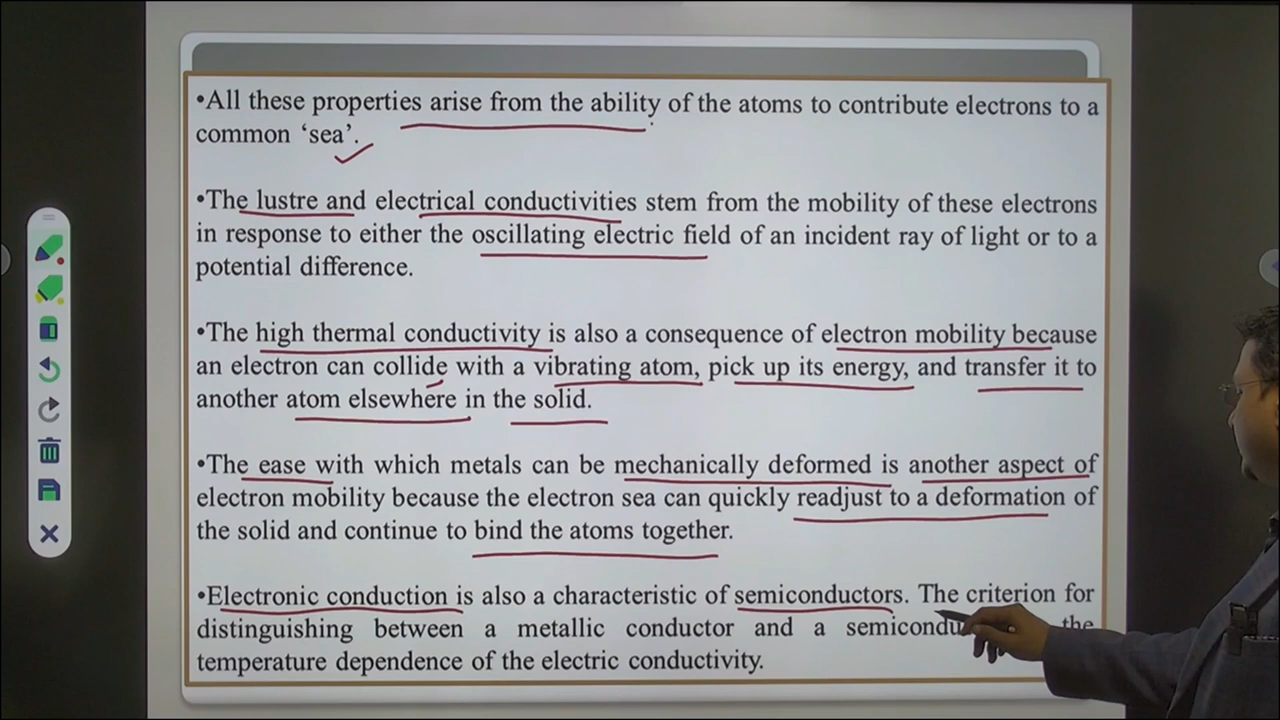 •All these properties arise from the ability of the atoms to contribute electrons to a
common ‘sea’.
•The lustre and electrical conductivities stem from the mobility of these electrons
in response to either the oscillating electric field of an incident ray of light or to a
potential difference.
•The high thermal conductivity is also a consequence of electron mobility because
an electron can collide with a vibrating atom, pick up its energy, and transfer it to
another atom elsewhere in the solid.
•The ease with which metals can be mechanically deformed is another aspect of
electron mobility because the electron sea can quickly readjust to a deformation of
the solid and continue to bind the atoms together.
•Electronic conduction is also a characteristic of semiconductors. The criterion for
distinguishing between a metallic conductor and a the
temperature dependence of the electric conductivity.